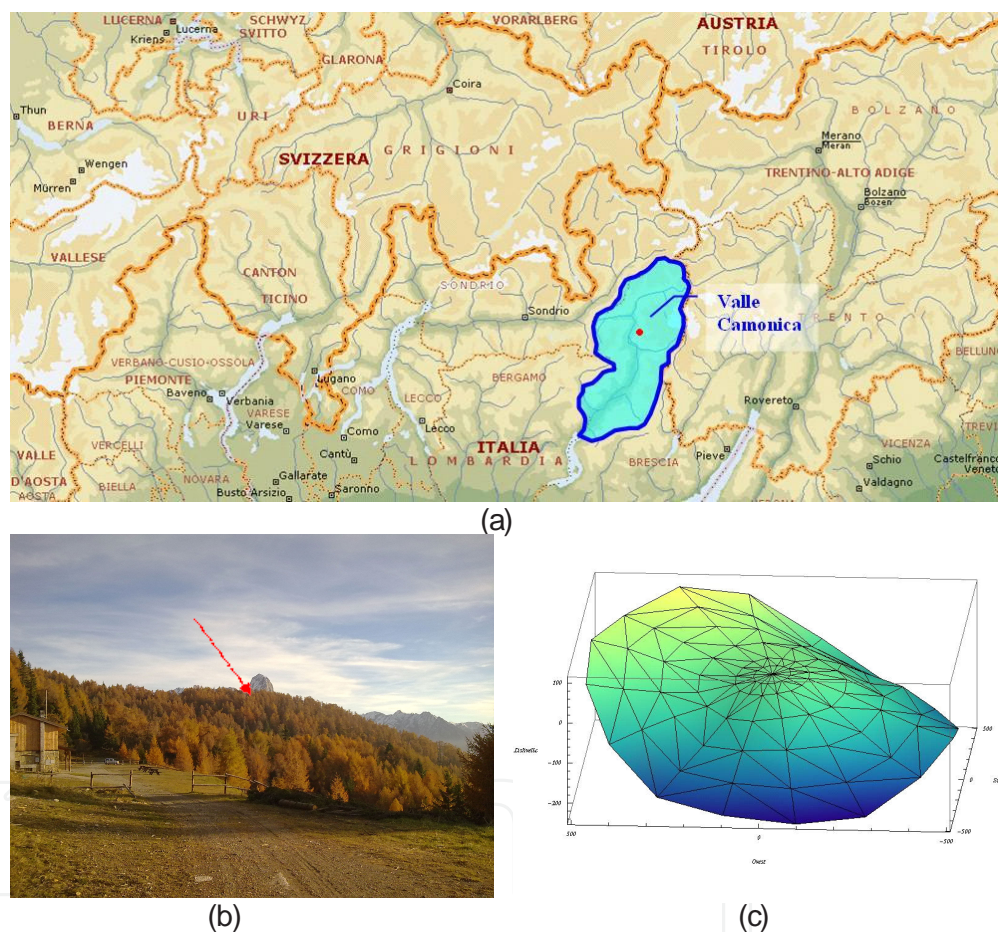 LUCERNA
Lucerna
Kriens
SCHWYZ
SVITTO
GLARONA
VORARLBERG
AUSTRIA
TIROLO
Thun
BERNA
URI
Coira
BOLZANO
Wengen
Mürren
SVIZZERA
GRIGIONI
Merano
Meran
TRENTINO-ALTO ADIGE
Bolzano
Bozen
VALLESE
CANTON
TICINO
SONDRIO
Sondrio
Valle
Camonica
TRENTO
VERBANO-CUSIO-OSSOLA
PIEMONTE
Baveno
Verbania
Lugano
COMO
LECCO
BERGAMO
BELLUNO
VARESE
Varese
Como
Lecco
Rovereto
VERCELLI
Cantù
ITALIA
LOMBARDIA
BRESCIA
Pieve
VICENZA
Schio
TREVI
VALLE
D'AOSTA
AOSTA
BIELLA
NOVARA
Gallarate
Busto Arsizio
Saronno
Valdagno
Castelfranco
Veneto
(a)
100
0
-100
-200
500
0
-500
500
0
-500
Ovest
(b)
(c)